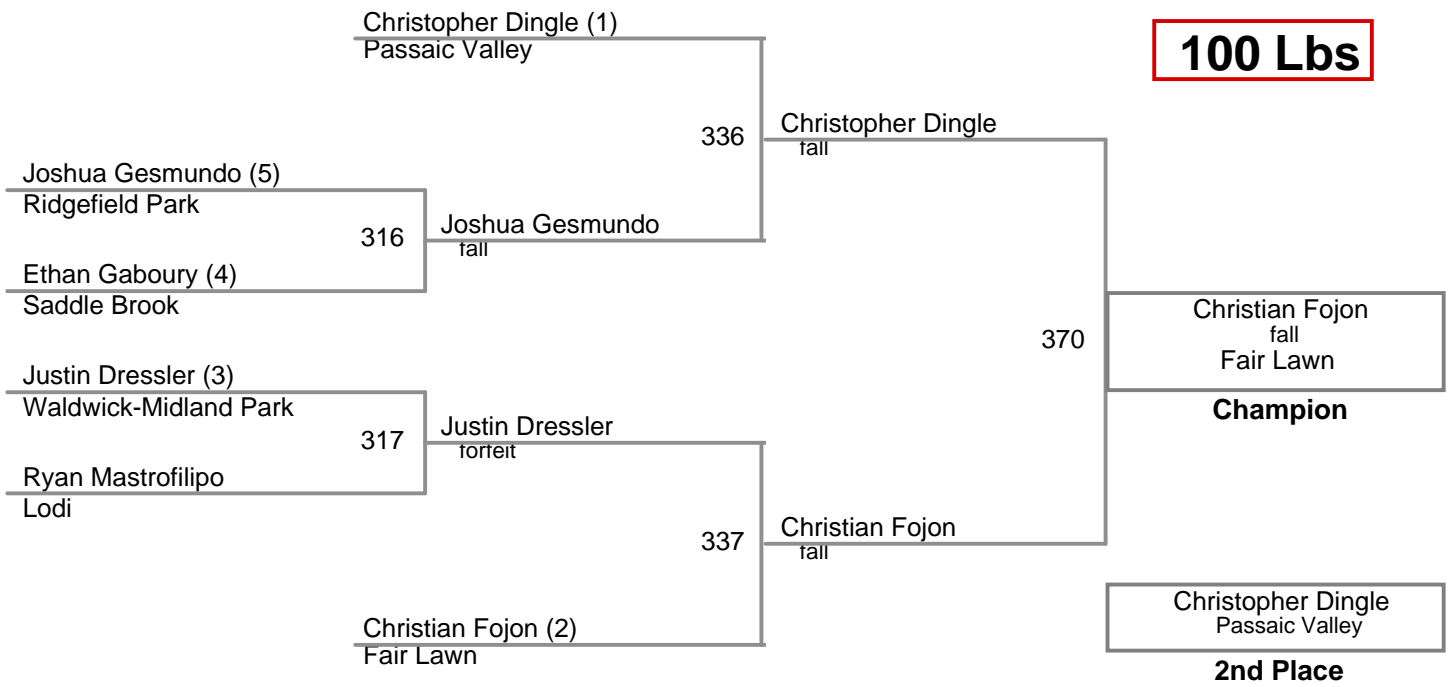 Christopher Dingle (1)
Passaic Valley
100 Lbs
336
Christopher Dingle
fall
Joshua Gesmundo (5)
Ridgefield Park
316
Joshua Gesmundo
fall
Ethan Gaboury (4)
Saddle Brook
370
Christian Fojon
fall
Fair Lawn
Champion
Justin Dressler (3)
Waldwick-Midland Park
317
Justin Dressler
forfeit
Ryan Mastrofilipo
Lodi
337
Christian Fojon
fall
Christian Fojon (2)
Fair Lawn
Christopher Dingle
Passaic Valley
2nd Place